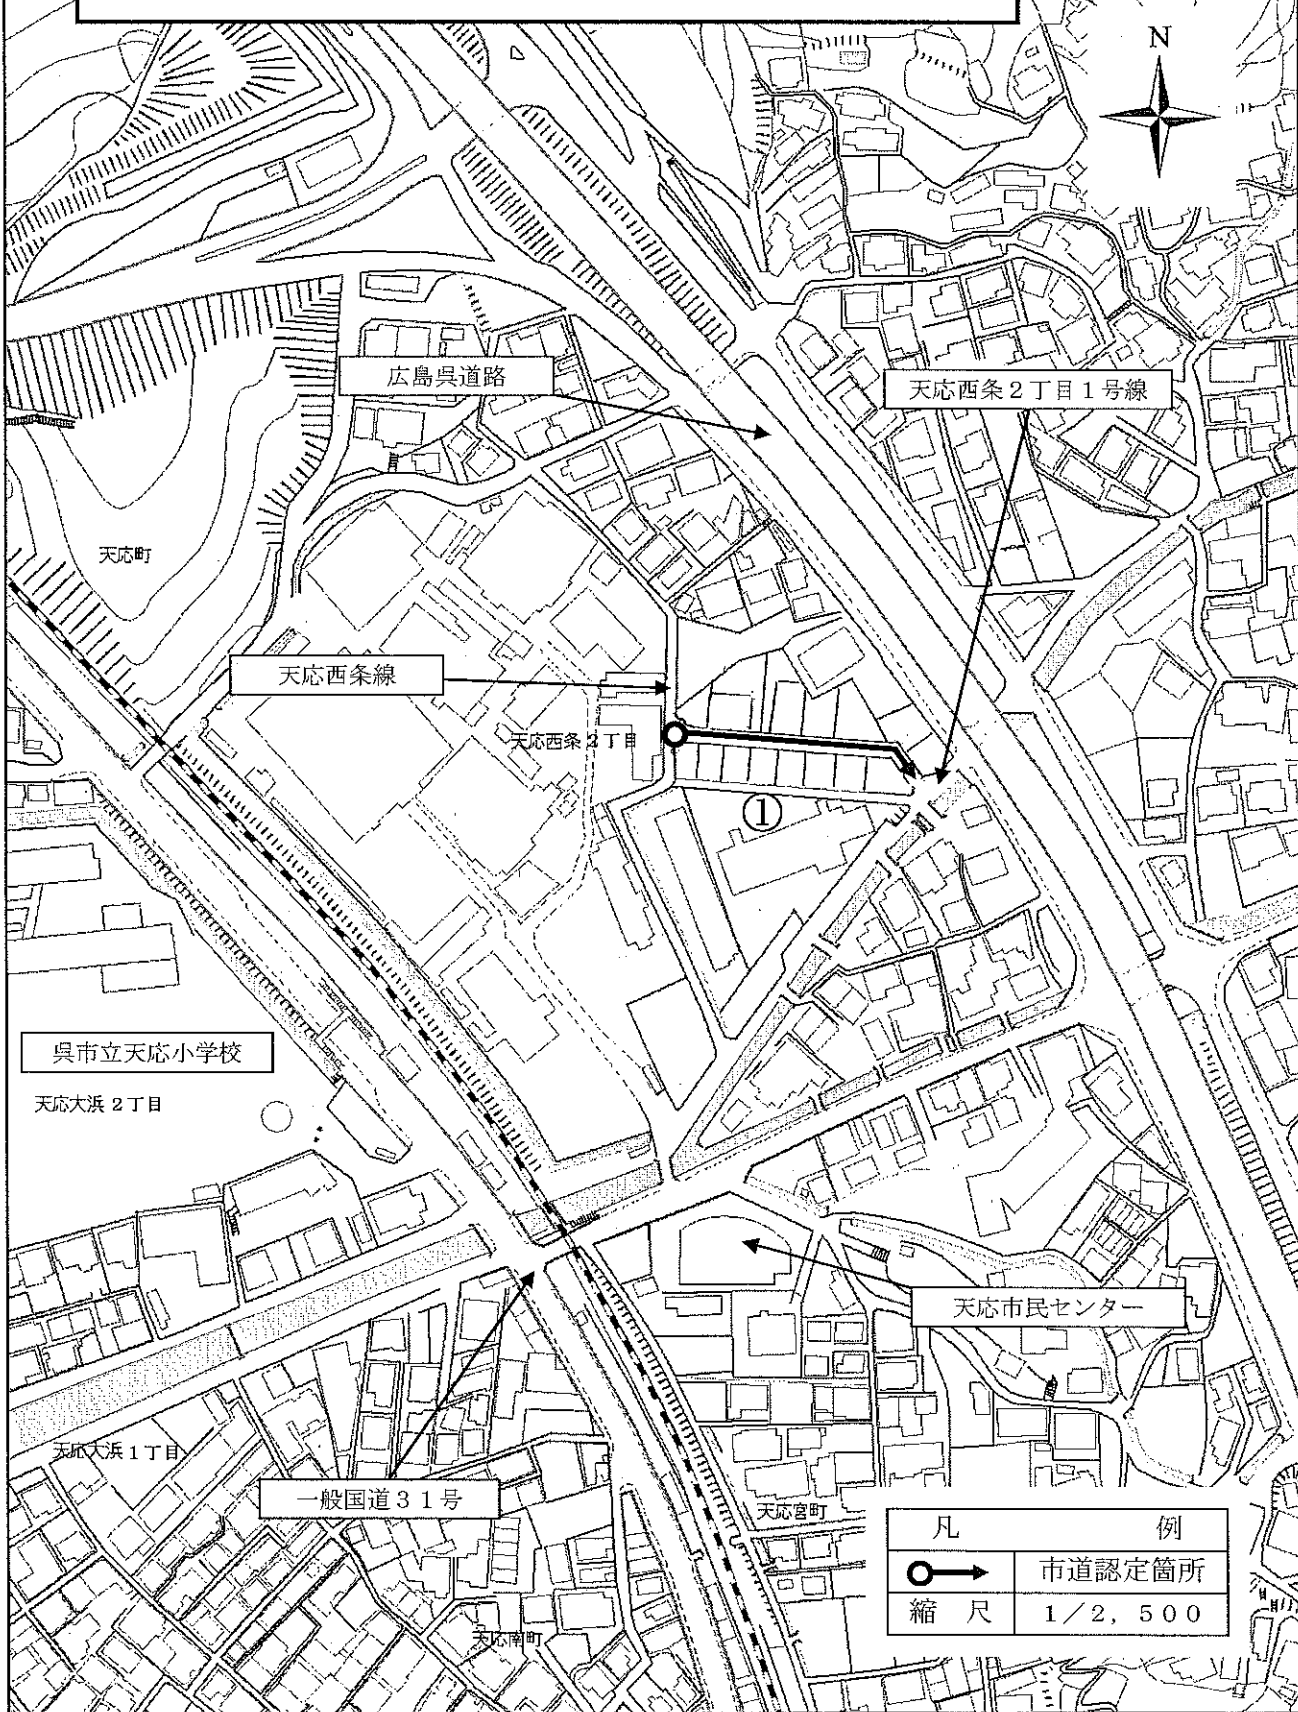 N
広島呉道路
天応西条２丁目１号線
天応町
天応西条線
天応西条２丁目
①
呉市立天応小学校
天応大浜２丁目
天応市民センター
天応大浜１丁目
一般国道３１号
天応宮町
天応南町
凡　例
市道認定箇所
縮　尺　１／２，５００